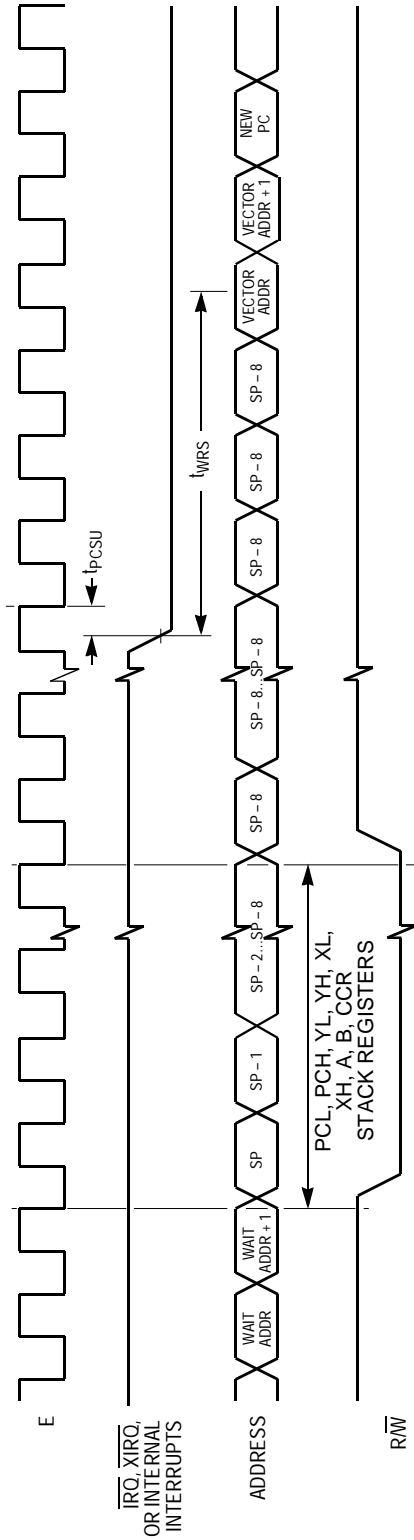 E
t PCSU
IRQ, XIRQ,
OR INTERNAL
INTERRUPTS
t WRS
ADDRESS
WAIT
ADDR
WAIT
ADDR + 1
SP
SP – 1
SP – 2...SP – 8
SP – 8
SP – 8...SP – 8
SP – 8
SP – 8
SP – 8
VECTOR
ADDR
VECTOR
ADDR + 1
NEW
PC
PCL, PCH, YL, YH, XL,
XH, A, B, CCR
STACK REGISTERS
R/W